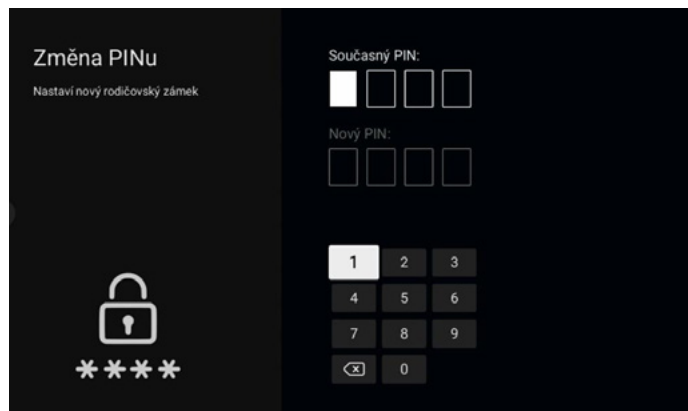 Změna PINu
Nastaví nový rodičovský zámek
Současný PIN:
Nový PIN:
1 2 3
4 5 6
7 8 9
0
****